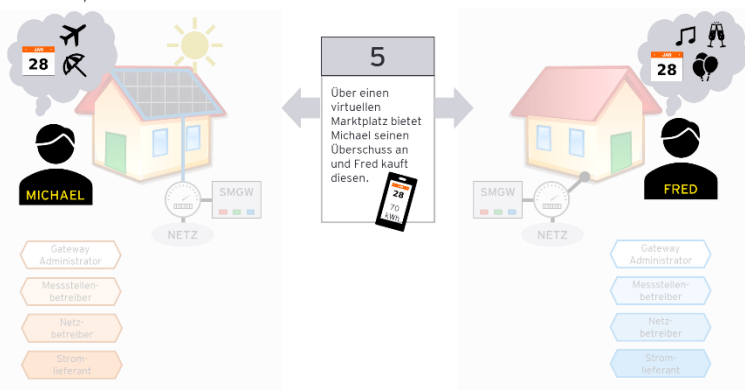 JAN
28
MICHAEL
SMGW
NETZ
Gateway
Administrator
Messstellen-
betreiber
Netz-
betreiber
Strom-
lieferant
5
Über einen
virtuellen
Marktplatz bietet
Michael seinen
Überschuss an
und Fred kauft
diesen.
28
70
kWh
JAN
28
FRED
SMGW
NETZ
Gateway
Administrator
Messstellen-
betreiber
Netz-
betreiber
Strom-
lieferant